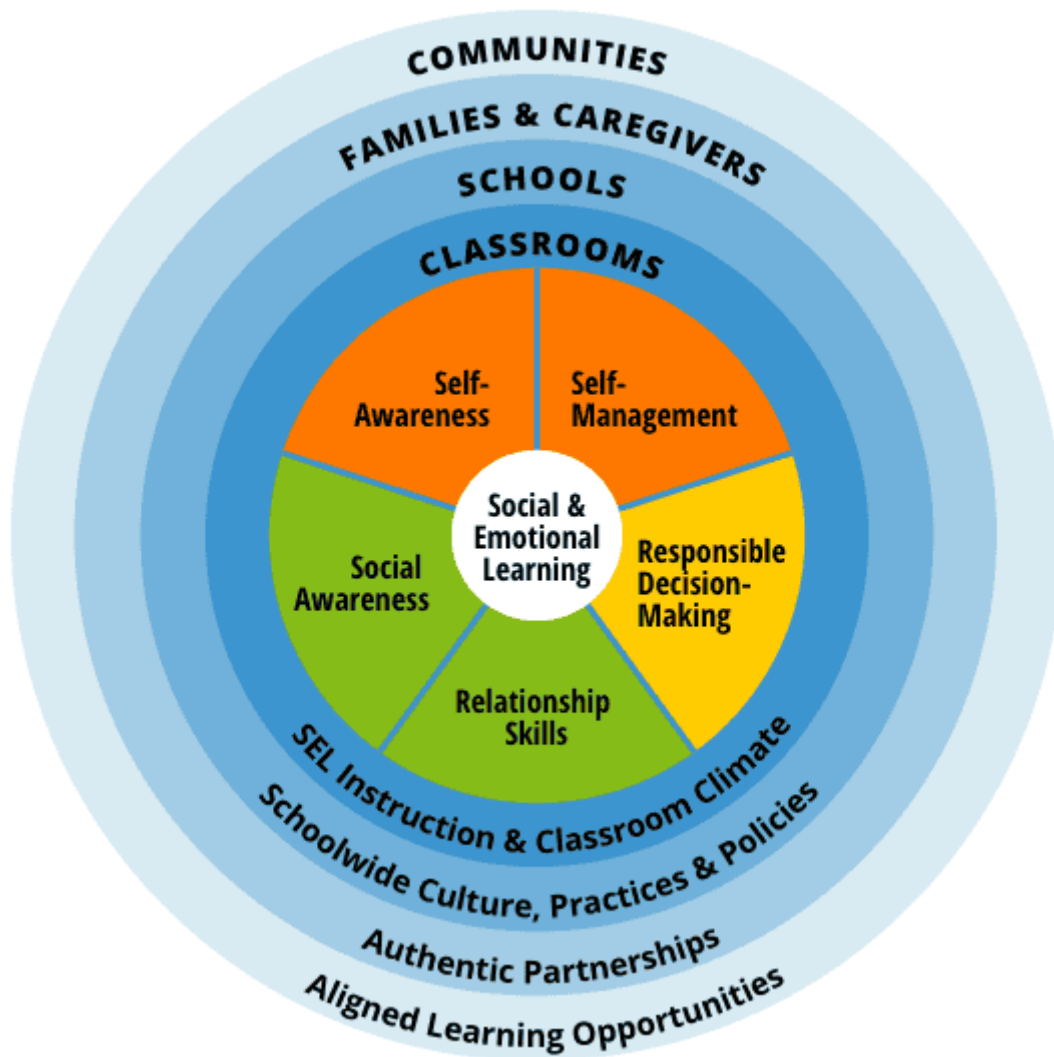 COMMUNITIES
FAMILIES & CAREGIVERS
SCHOOLS
CLASSROOMS
Self-
Awareness
Self-
Management
Social &
Emotional
Learning
Social
Awareness
Responsible
Decision-
Making
Relationship
Skills
SEL Instruction & Classroom Climate
Schoolwide Culture, Practices & Policies
Authentic Partnerships
Aligned Learning Opportunities